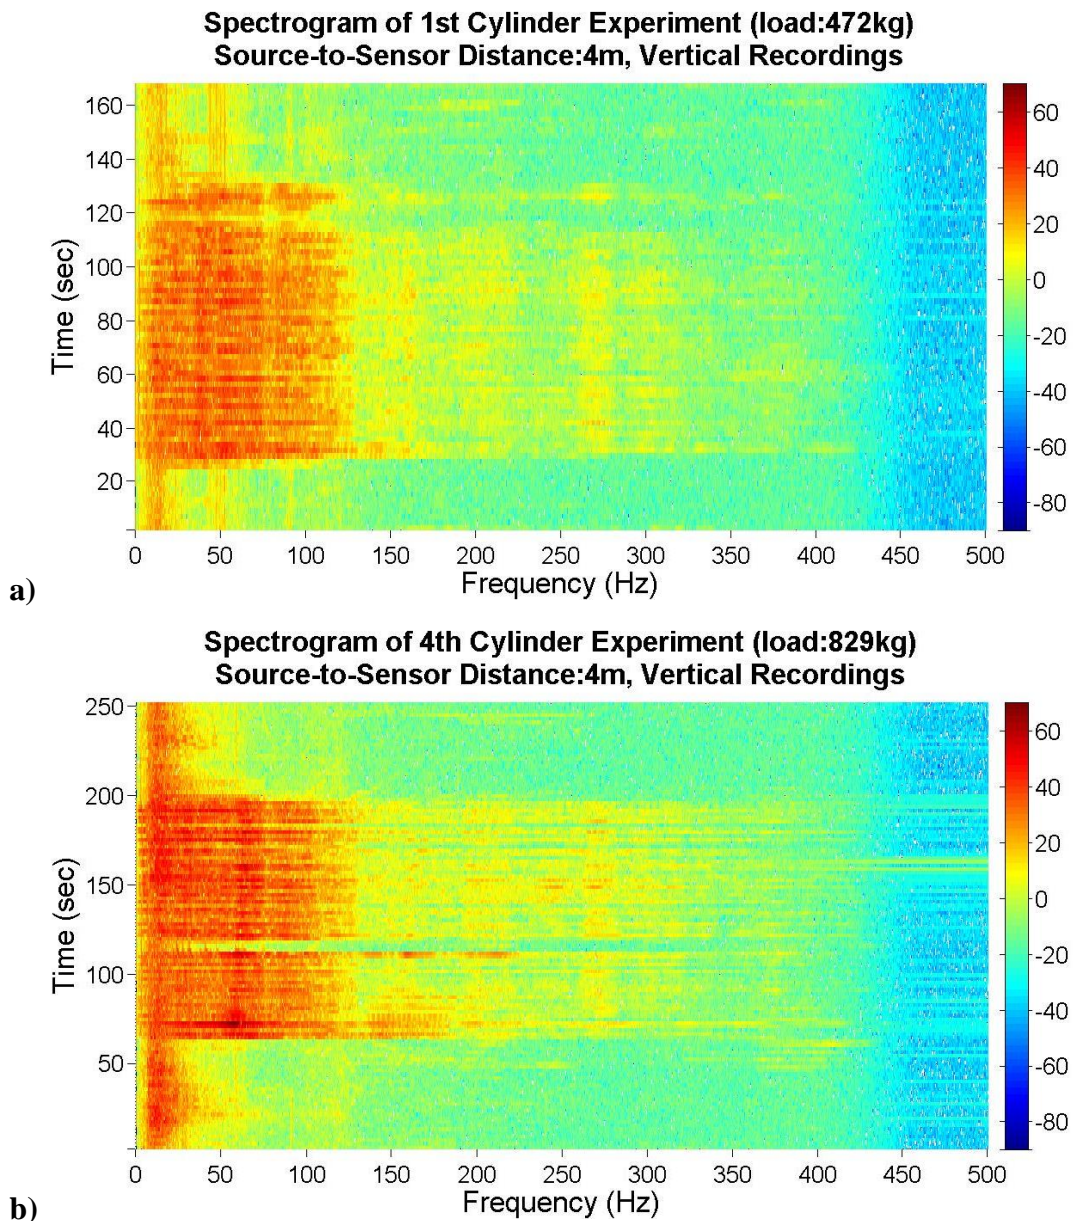 Spectrogram of 1st Cylinder Experiment (load:472kg)
Source-to-Sensor Distance:4m, Vertical Recordings
Time (sec)
160
140
120
100
80
60
40
20
60
40
20
0
-20
-40
-60
-80
0 50 100 150 200 250 300 350 400 450 500
Frequency (Hz)
a)
Spectrogram of 4th Cylinder Experiment (load:829kg)
Source-to-Sensor Distance:4m, Vertical Recordings
Time (sec)
250
200
150
100
50
60
40
20
0
-20
-40
-60
-80
0 50 100 150 200 250 300 350 400 450 500
Frequency (Hz)
b)